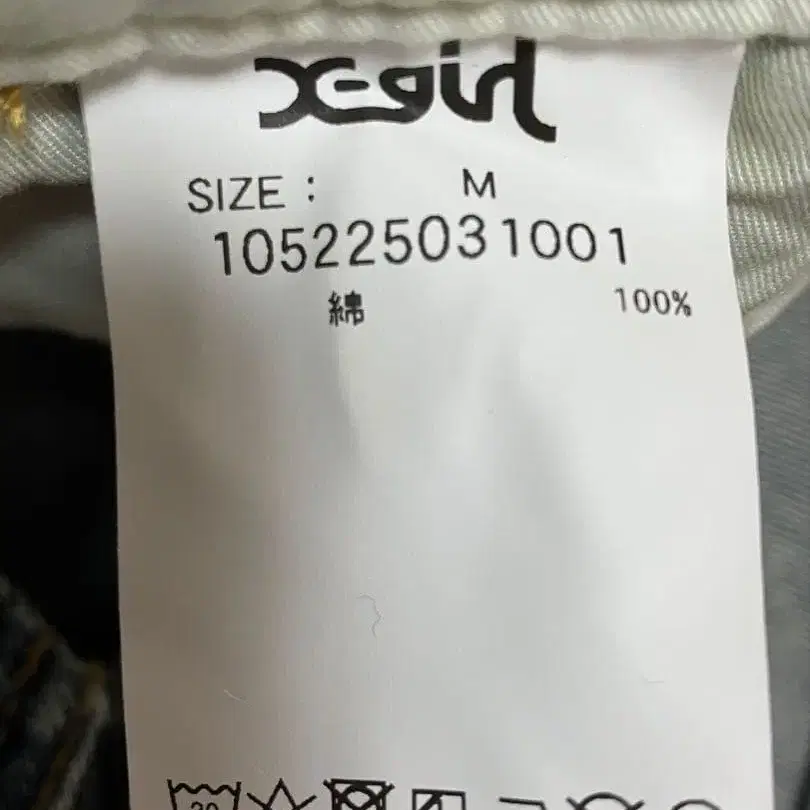 X-girl
SIZE : M
105225031001
綿 100%